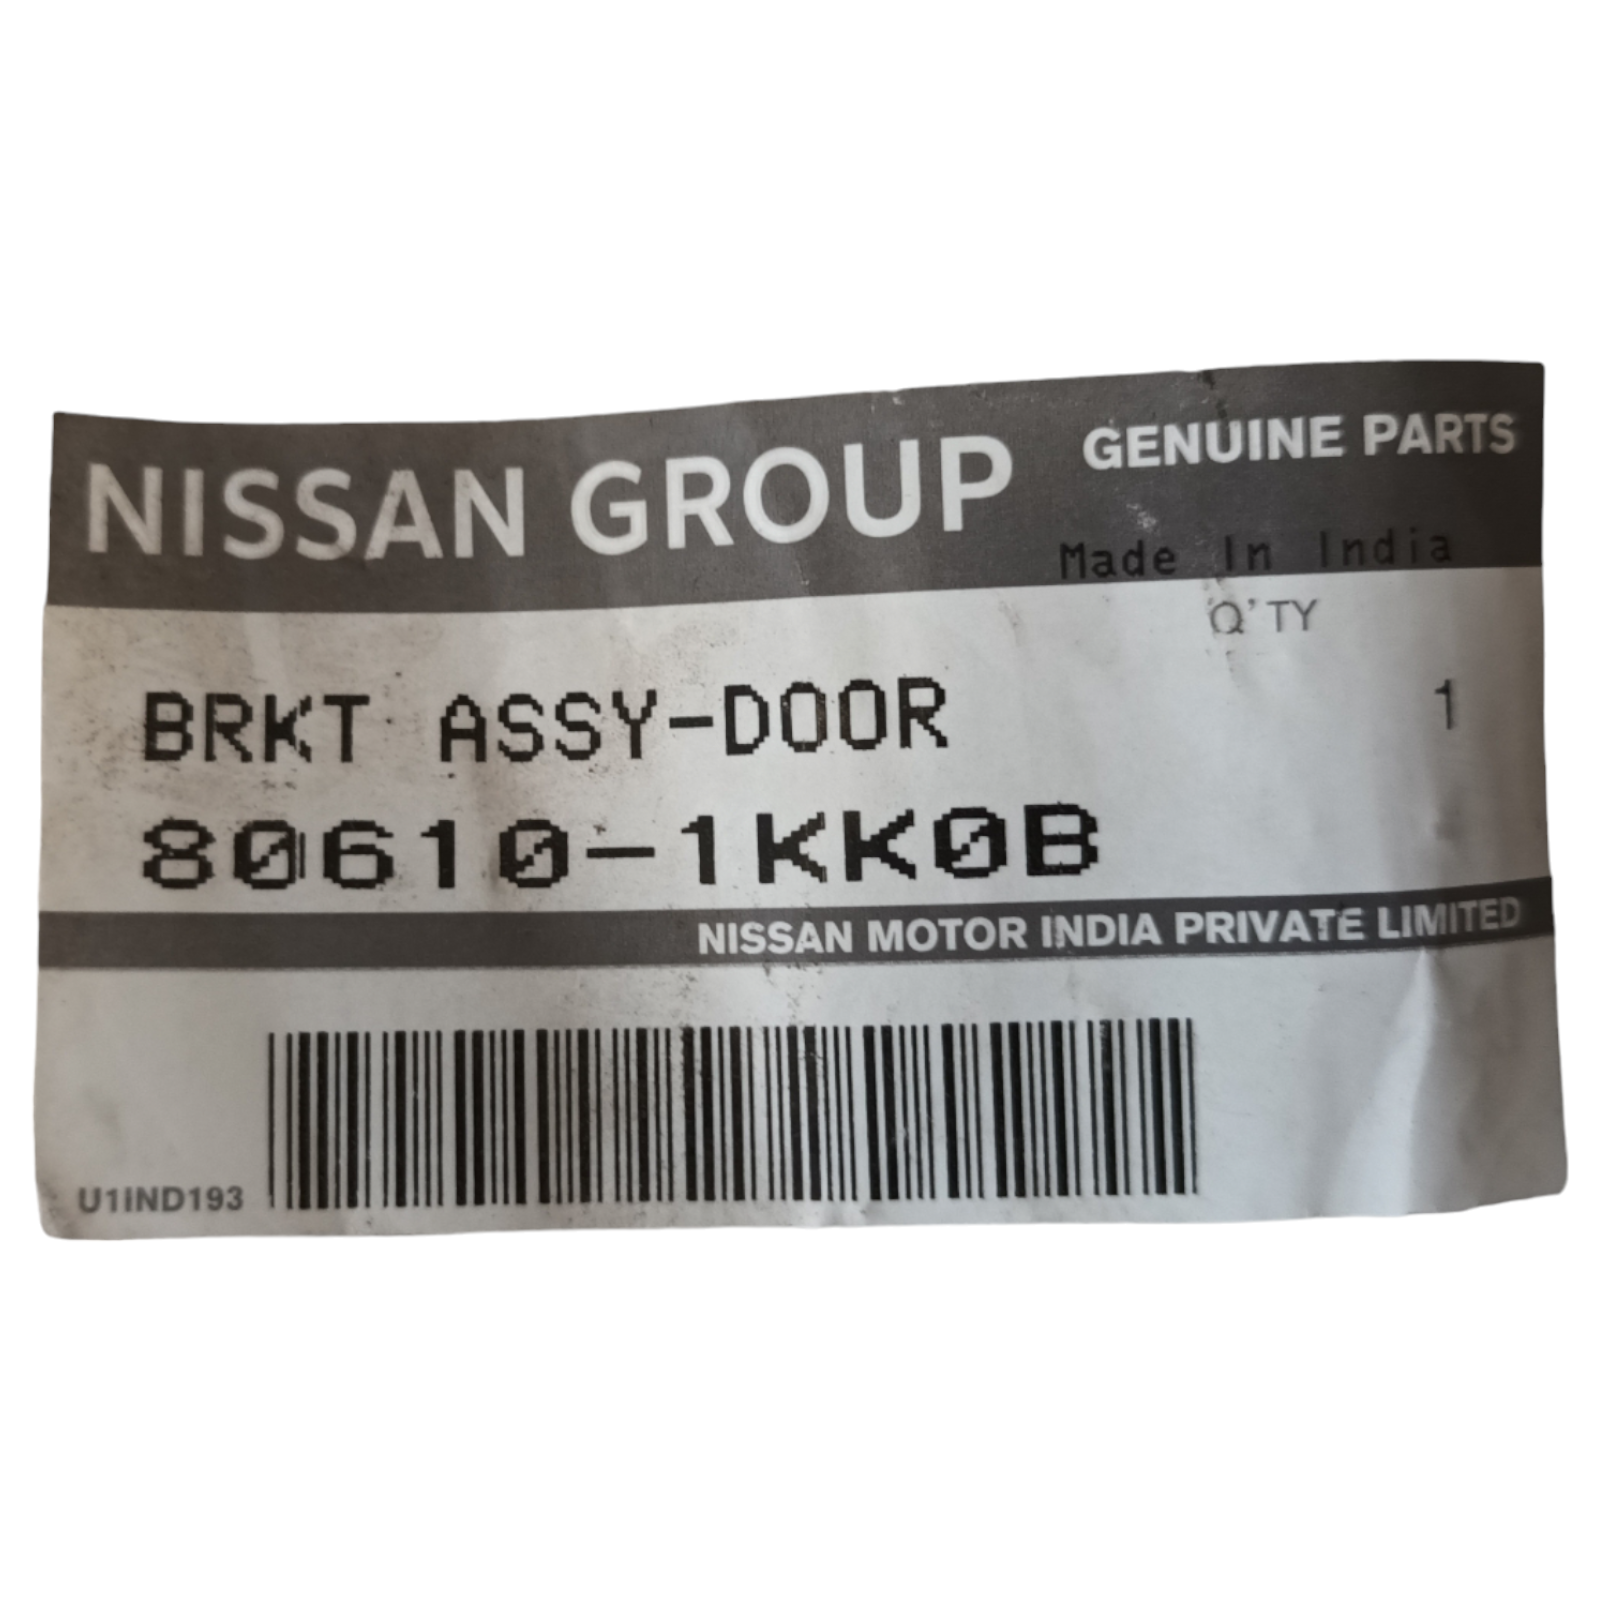 NISSAN GROUP GENUINE PARTS
Made In India
Q'TY
BRKT ASSY-DOOR 1
80610-1KK0B
NISSAN MOTOR INDIA PRIVATE LIMITED
U1IND193